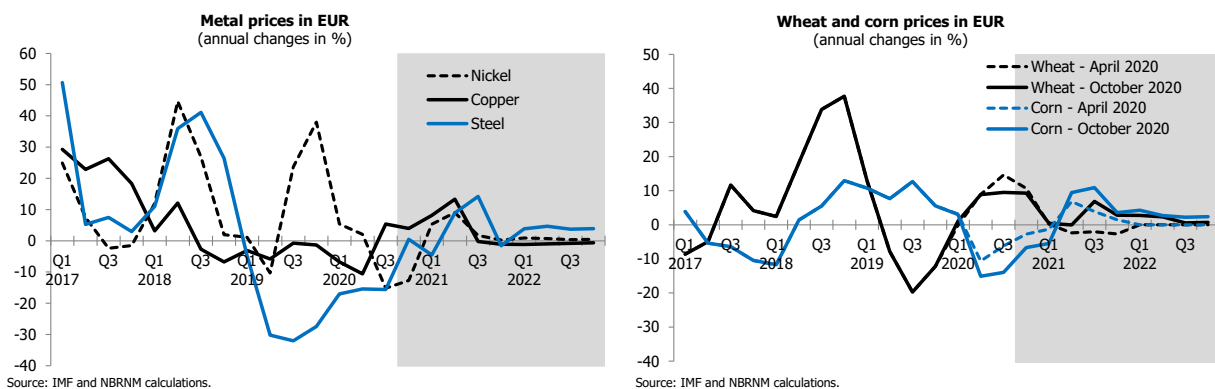 Metal prices in EUR
(annual changes in %)
60
50
40
30
20
10
0
-10
-20
-30
-40
Nickel
Copper
Steel
Q1 Q3 Q1 Q3 Q1 Q3 Q1 Q3 Q1 Q3 Q1 Q3
2017 2018 2019 2020 2021 2022
Source: IMF and NBRNM calculations.
Wheat and corn prices in EUR
(annual changes in %)
50
40
30
20
10
0
-10
-20
-30
-40
Wheat - April 2020
Wheat - October 2020
Corn - April 2020
Corn - October 2020
Q1 Q3 Q1 Q3 Q1 Q3 Q1 Q3 Q1 Q3 Q1 Q3
2017 2018 2019 2020 2021 2022
Source: IMF and NBRNM calculations.